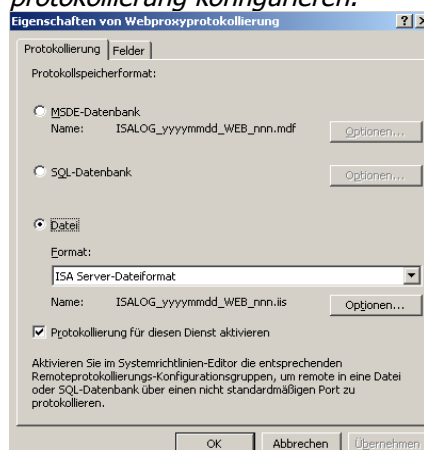 protokollierung konfigurieren.
Eigenschaften von Webproxyprotokollierung
Protokollierung Felder
Protokollspeicherformat:
MSDE-Datenbank
Name: ISALOG_yyyymmdd_WEB_nnn.mdf Optionen...
SQL-Datenbank Optionen...
Datei
Format:
ISA Server-Dateiformat
Name: ISALOG_yyyymmdd_WEB_nnn.iis Optionen...
Protokollierung für diesen Dienst aktivieren
Aktivieren Sie im Systemrichtlinien-Editor die entsprechenden
Remoteprotokollierungs-Konfigurationsgruppen, um remote in eine Datei
oder SQL-Datenbank über einen nicht standardmäßigen Port zu
protokollieren.
OK Abbrechen Übernehmen